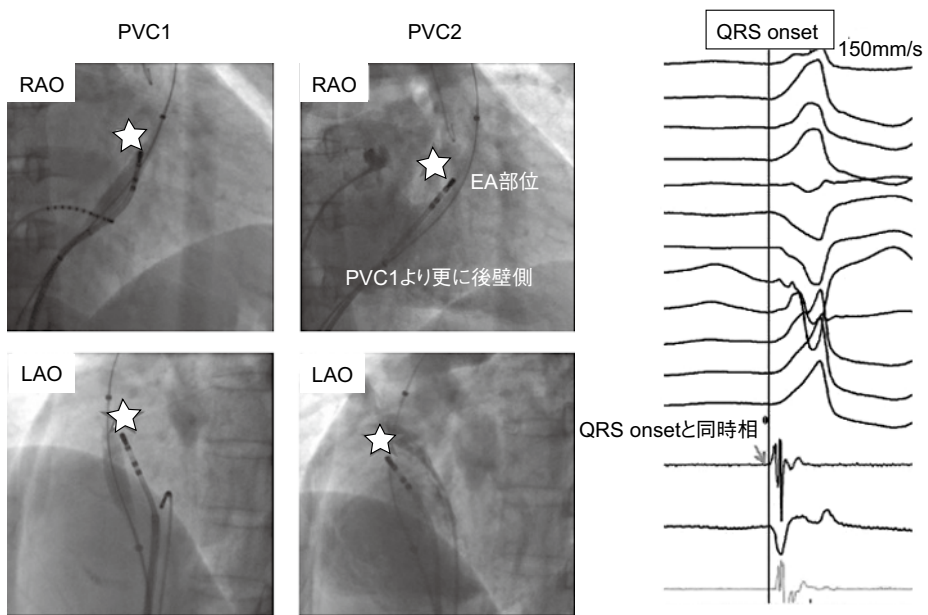 PVC1
PVC2
QRS onset
150mm/s
RAO
RAO
EA部位
PVC1より更に後壁側
LAO
LAO
QRS onsetと同時相